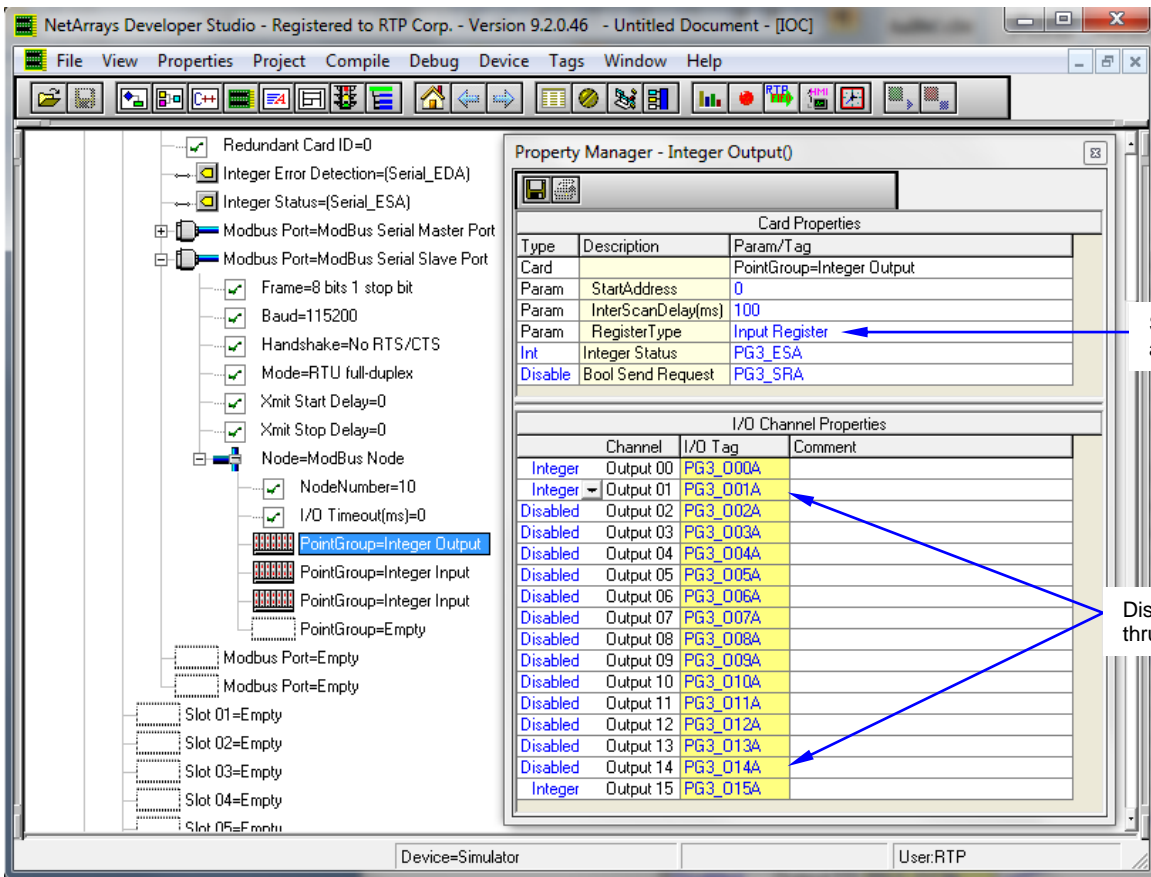 NetArrays Developer Studio - Registered to RTP Corp. - Version 9.2.0.46 - Untitled Document - [IOC]
File View Properties Project Compile Debug Device Tags Window Help
Redundant Card ID=0
Integer Error Detection=(Serial_EDA)
Integer Status=(Serial_ESA)
Modbus Port=ModBus Serial Master Port
Modbus Port=ModBus Serial Slave Port
Frame=8 bits 1 stop bit
Baud=115200
Handshake=No RTS/CTS
Mode=RTU full-duplex
Xmit Start Delay=0
Xmit Stop Delay=0
Node=ModBus Node
NodeNumber=10
I/O Timeout(ms)=0
PointGroup=Integer Output
PointGroup=Integer Input
PointGroup=Integer Input
PointGroup=Empty
Modbus Port=Empty
Modbus Port=Empty
Slot 01=Empty
Slot 02=Empty
Slot 03=Empty
Slot 04=Empty
Slot 05=Empty
Property Manager - Integer Output()
Card Properties
Type Description Param/Tag
Card PointGroup=Integer Output
Param StartAddress 0
Param InterScanDelay(ms) 100
Param RegisterType Input Register
Int Integer Status PG3_ESA
Disable Bool Send Request PG3_SRA
I/O Channel Properties
Channel I/O Tag Comment
Integer Output 00 PG3_O00A
Integer Output 01 PG3_O01A
Disabled Output 02 PG3_O02A
Disabled Output 03 PG3_O03A
Disabled Output 04 PG3_O04A
Disabled Output 05 PG3_O05A
Disabled Output 06 PG3_O06A
Disabled Output 07 PG3_O07A
Disabled Output 08 PG3_O08A
Disabled Output 09 PG3_O09A
Disabled Output 10 PG3_O10A
Disabled Output 11 PG3_O11A
Disabled Output 12 PG3_O12A
Disabled Output 13 PG3_O13A
Disabled Output 14 PG3_O14A
Integer Output 15 PG3_O15A
Dis
thru
Device=Simulator User:RTP